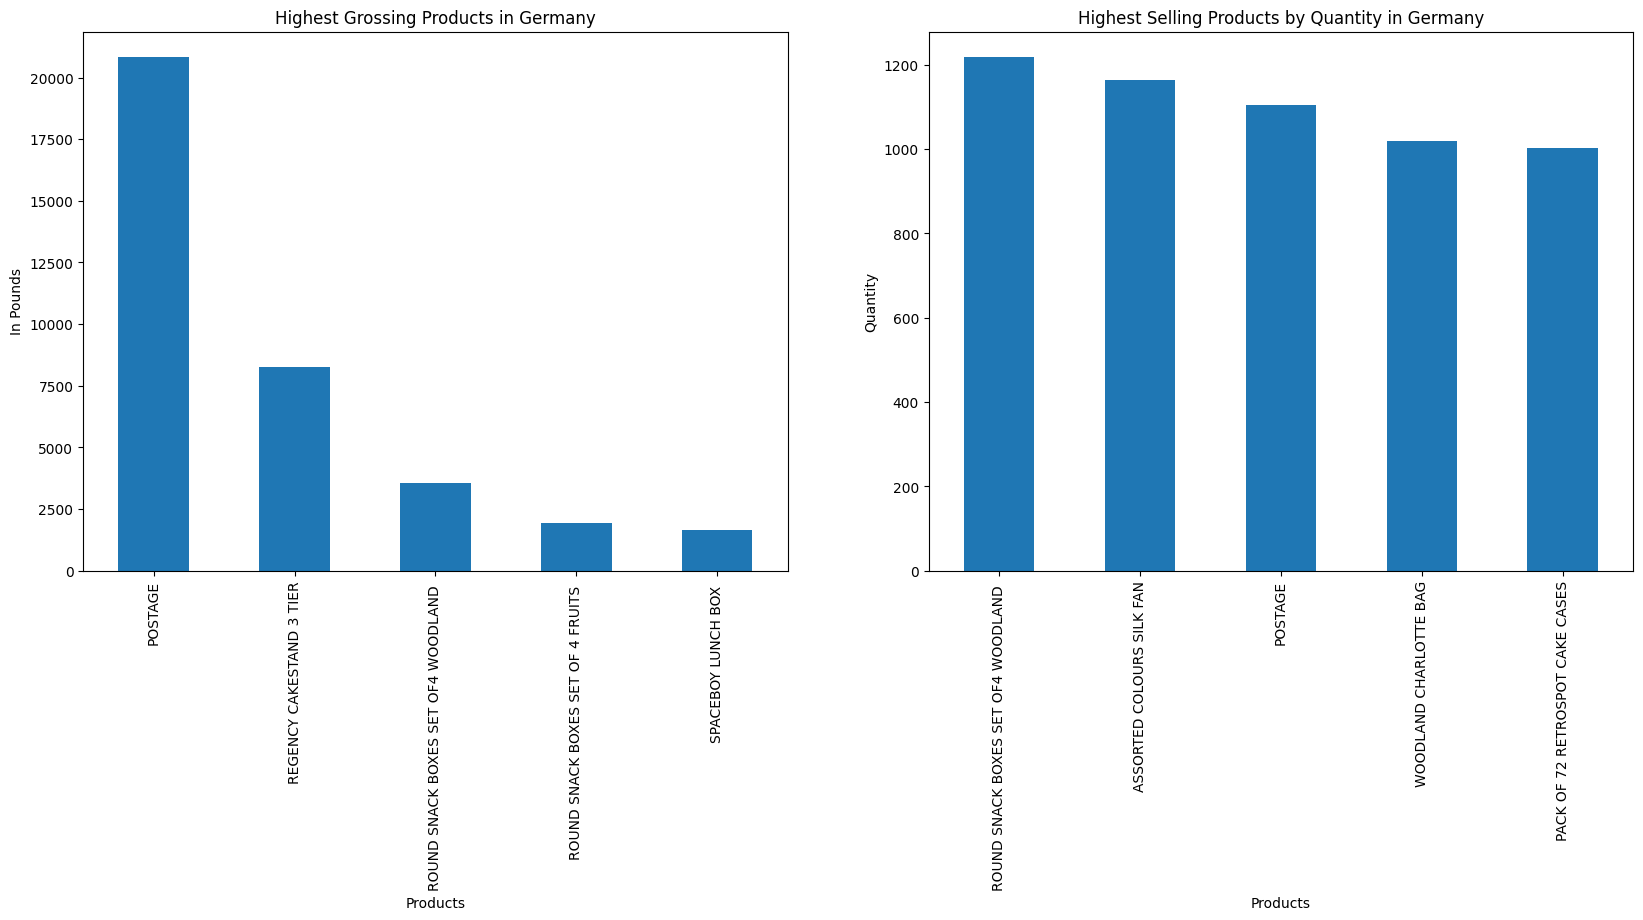 Highest Grossing Products in Germany
In Pounds
20000
17500
15000
12500
10000
7500
5000
2500
0
POSTAGE
REGENCY CAKESTAND 3 TIER
ROUND SNACK BOXES SET OF4 WOODLAND
ROUND SNACK BOXES SET OF 4 FRUITS
SPACEBOY LUNCH BOX
Products
Highest Selling Products by Quantity in Germany
Quantity
1200
1000
800
600
400
200
0
ROUND SNACK BOXES SET OF4 WOODLAND
ASSORTED COLOURS SILK FAN
POSTAGE
WOODLAND CHARLOTTE BAG
PACK OF 72 RETROSPOT CAKE CASES
Products